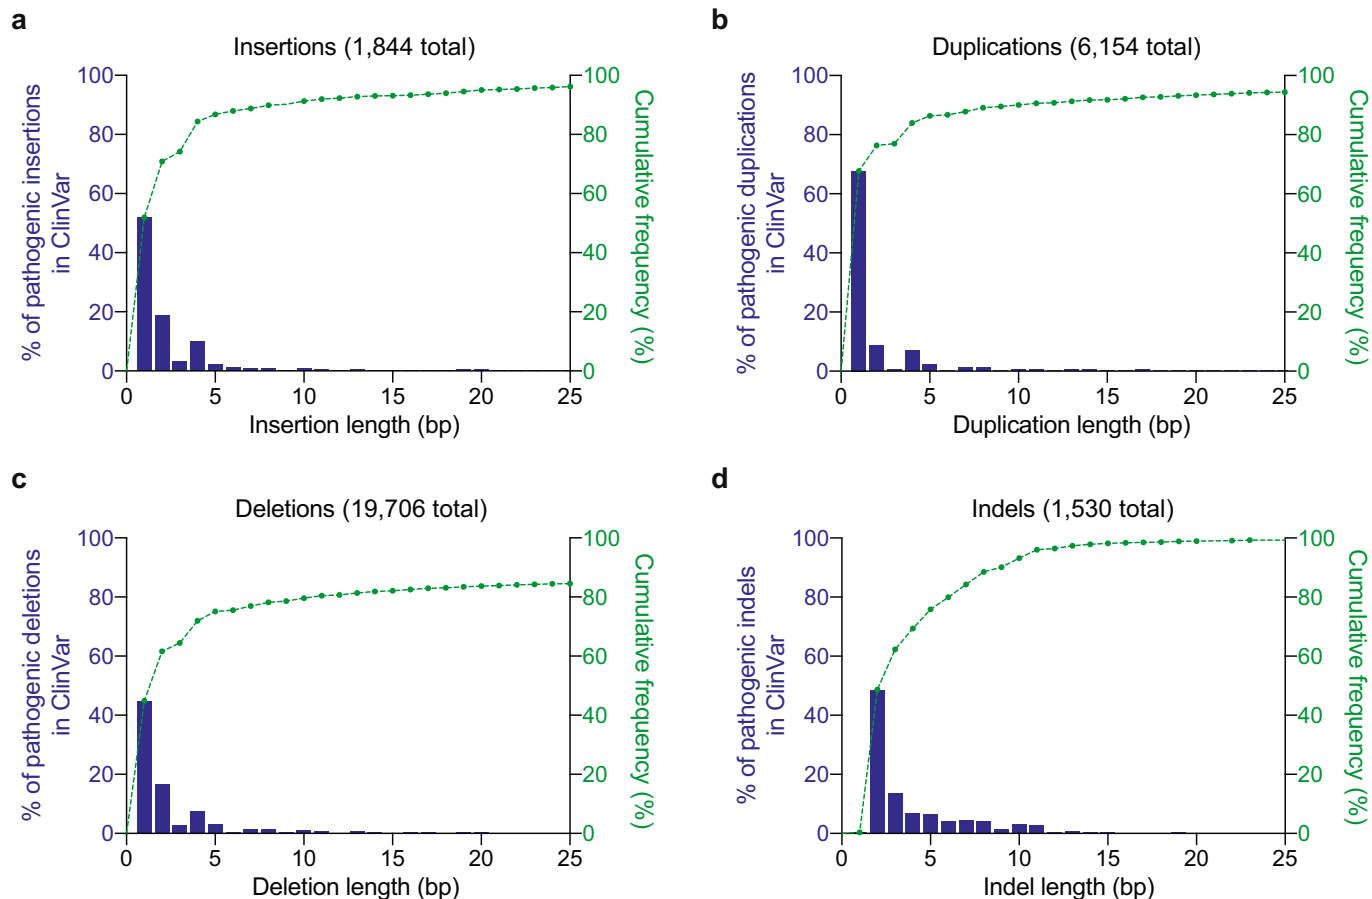 a
Insertions (1,844 total)
% of pathogenic insertions
in ClinVar
100
80
60
40
20
0
100
80
60
40
20
0
Cumulative frequency (%)
0 5 10 15 20 25
Insertion length (bp)
b
Duplications (6,154 total)
% of pathogenic duplications
in ClinVar
100
80
60
40
20
0
100
80
60
40
20
0
Cumulative frequency (%)
0 5 10 15 20 25
Duplication length (bp)
c
Deletions (19,706 total)
% of pathogenic deletions
in ClinVar
100
80
60
40
20
0
100
80
60
40
20
0
Cumulative frequency (%)
0 5 10 15 20 25
Deletion length (bp)
d
Indels (1,530 total)
% of pathogenic indels
in ClinVar
100
80
60
40
20
0
100
80
60
40
20
0
Cumulative frequency (%)
0 5 10 15 20 25
Indel length (bp)